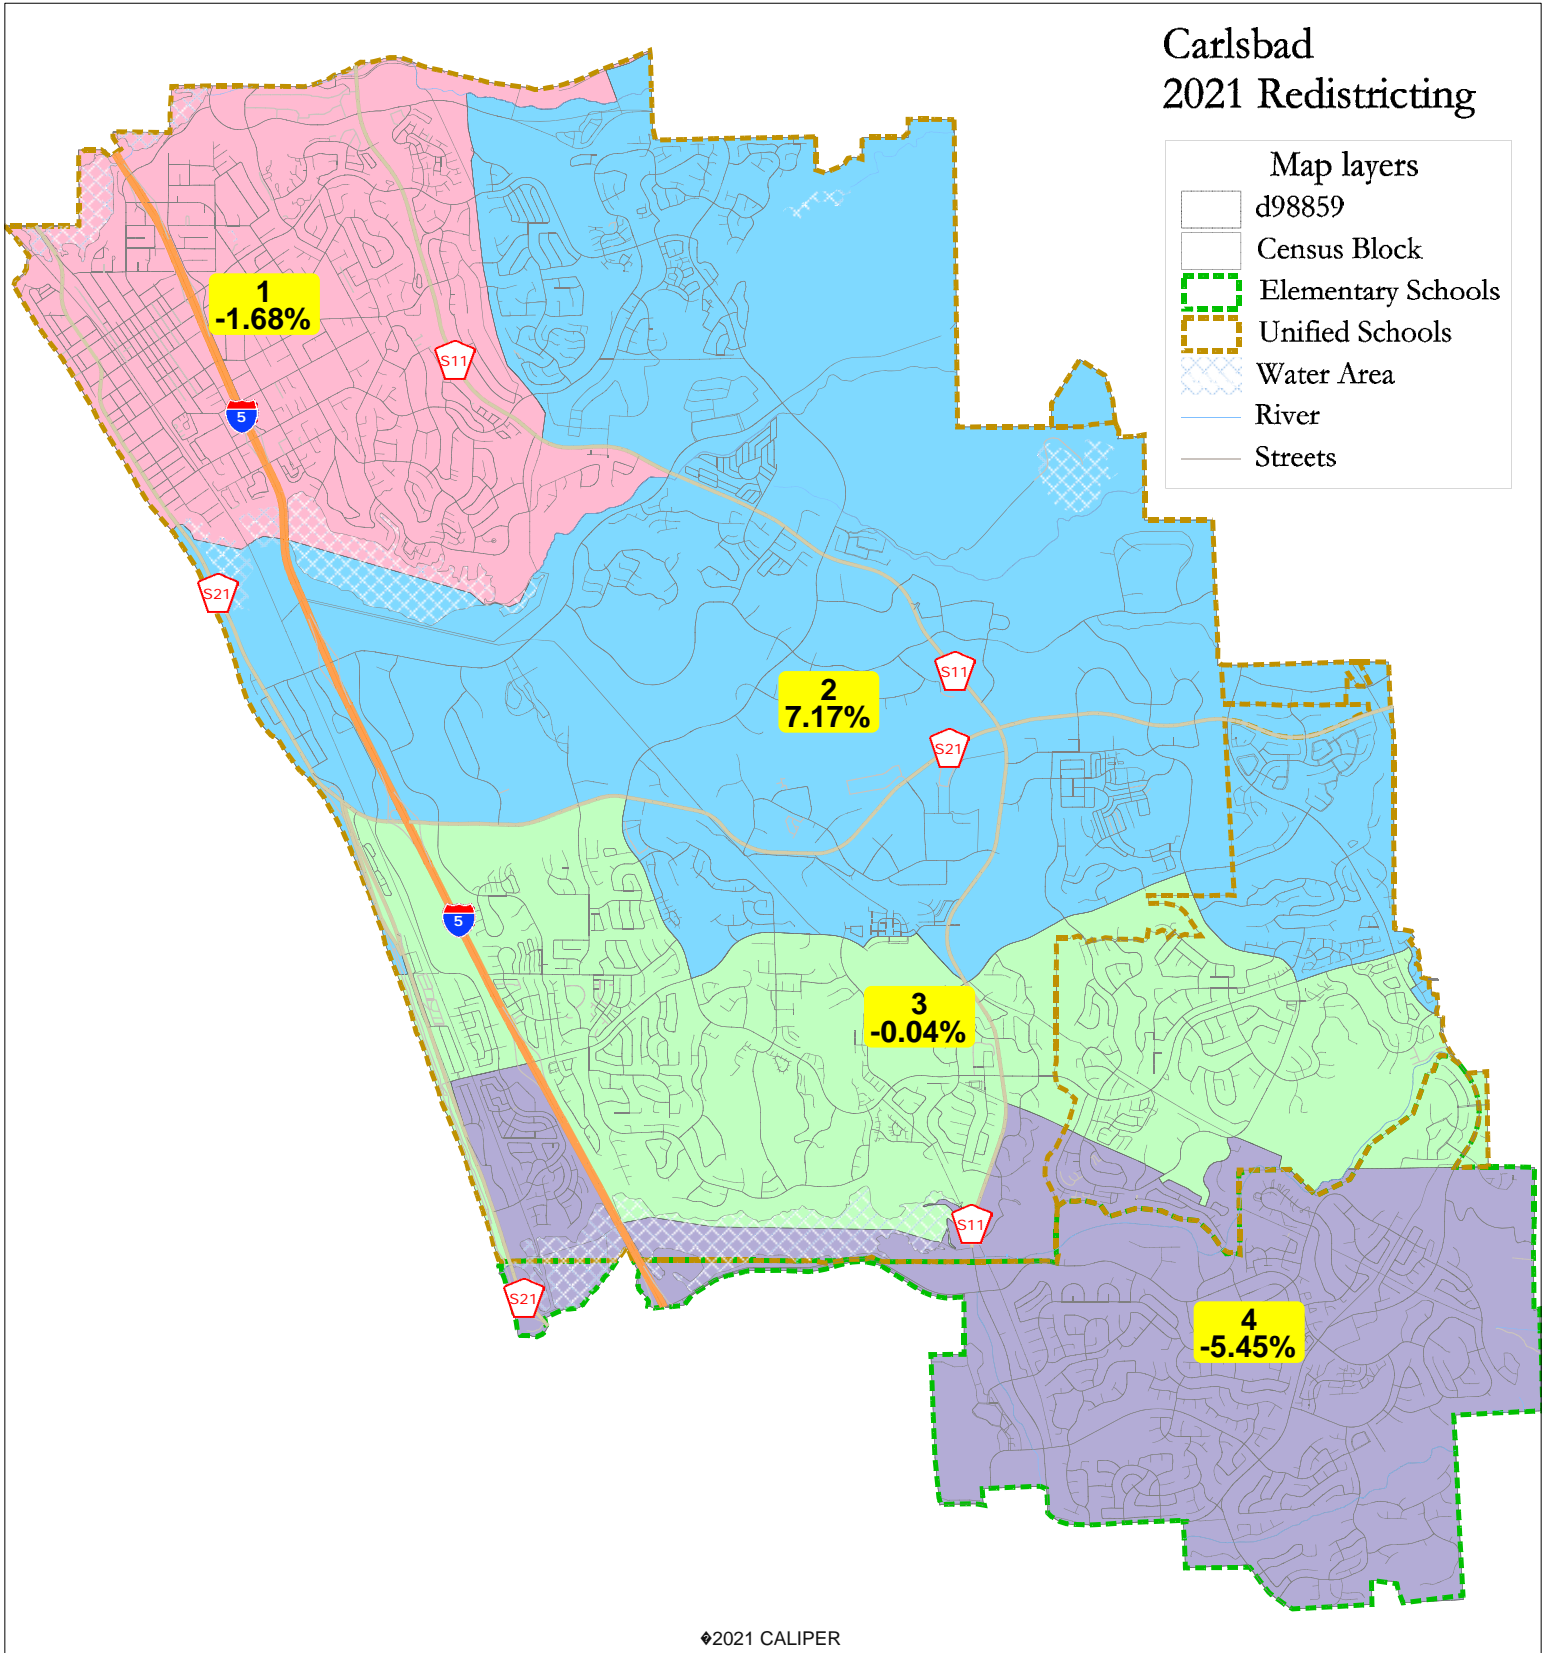 Carlsbad
2021 Redistricting
Map layers
d98859
Census Block
Elementary Schools
Unified Schools
Water Area
River
Streets
1
-1.68%
S11
5
S21
2
7.17%
S11
S21
5
3
-0.04%
S11
S21
4
-5.45%
�2021 CALIPER